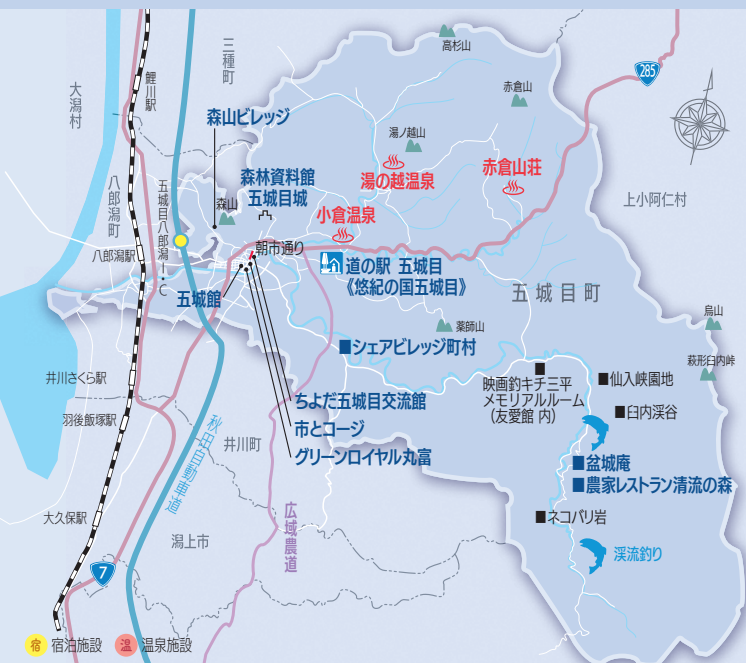 高杉山
285
三種町
大潟村
鯉川駅
赤倉山
森山ビレッジ
湯ノ越山
湯の越温泉
赤倉山荘
森林資料館
五城目城
八郎潟町
五城目八郎潟I・C
森山
小倉温泉
上小阿仁村
朝市通り
八郎潟駅
道の駅 五城目
《悠紀の国五城目》
五城館
五城目町
薬師山
鳥山
■シェアビレッジ町村
萩形臼内峠
井川さくら駅
映画釣キチ三平
メモリアルルーム
(友愛館 内)
■仙入峡園地
ちよだ五城目交流館
羽後飯塚駅
■臼内渓谷
市とコージ
井川町
グリーンロイヤル丸富
秋田自動車道
■盆城庵
■農家レストラン清流の森
広域農道
大久保駅
■ネコバリ岩
潟上市
渓流釣り
7
宿 宿泊施設
温 温泉施設